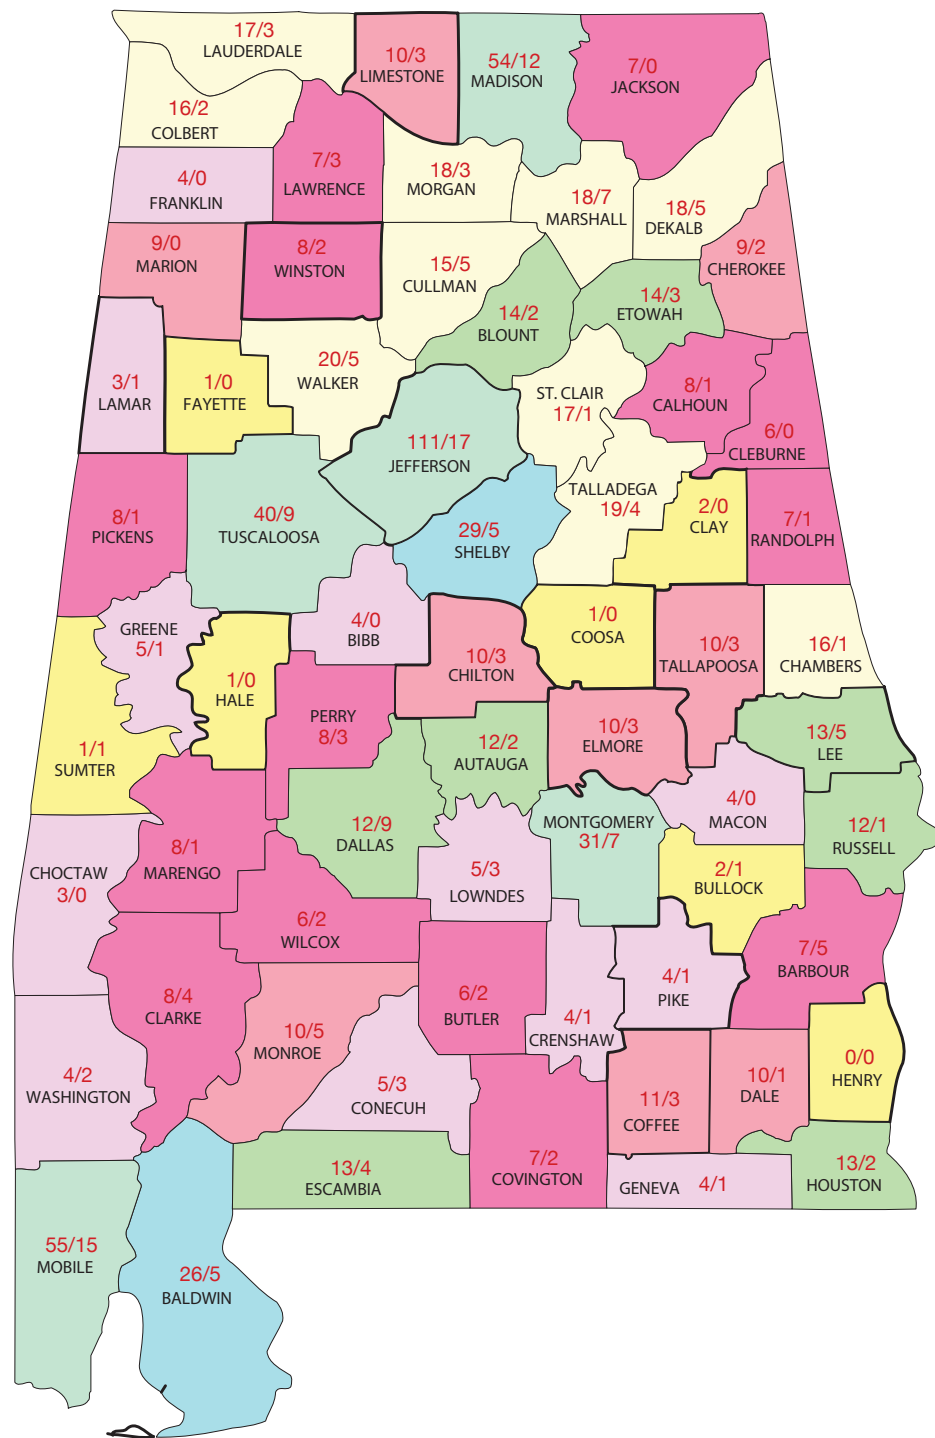 17/3
LAUDERDALE
10/3
LIMESTONE
54/12
MADISON
7/0
JACKSON
16/2
COLBERT
7/3
LAWRENCE
18/3
MORGAN
18/7
MARSHALL
18/5
DEKALB
4/0
FRANKLIN
9/0
MARION
8/2
WINSTON
15/5
CULLMAN
9/2
CHEROKEE
14/2
BLOUNT
14/3
ETOWAH
3/1
LAMAR
1/0
FAYETTE
20/5
WALKER
ST. CLAIR
17/1
8/1
CALHOUN
6/0
CLEBURNE
111/17
JEFFERSON
TALLADEGA
19/4
8/1
PICKENS
40/9
TUSCALOOSA
29/5
SHELBY
2/0
CLAY
7/1
RANDOLPH
GREENE
5/1
4/0
BIBB
1/0
COOSA
10/3
TALLAPOOSA
16/1
CHAMBERS
1/0
HALE
10/3
CHILTON
PERRY
8/3
10/3
ELMORE
13/5
LEE
1/1
SUMTER
12/2
AUTAUGA
4/0
MACON
12/1
RUSSELL
12/9
DALLAS
MONTGOMERY
31/7
CHOCTAW
3/0
8/1
MARENGO
5/3
LOWNDES
2/1
BULLOCK
6/2
WILCOX
7/5
BARBOUR
8/4
CLARKE
6/2
BUTLER
4/1
CRENSHAW
4/1
PIKE
10/5
MONROE
4/2
WASHINGTON
5/3
CONECUH
11/3
COFFEE
10/1
DALE
0/0
HENRY
13/4
ESCAMBIA
7/2
COVINGTON
GENEVA 4/1
13/2
HOUSTON
55/15
MOBILE
26/5
BALDWIN